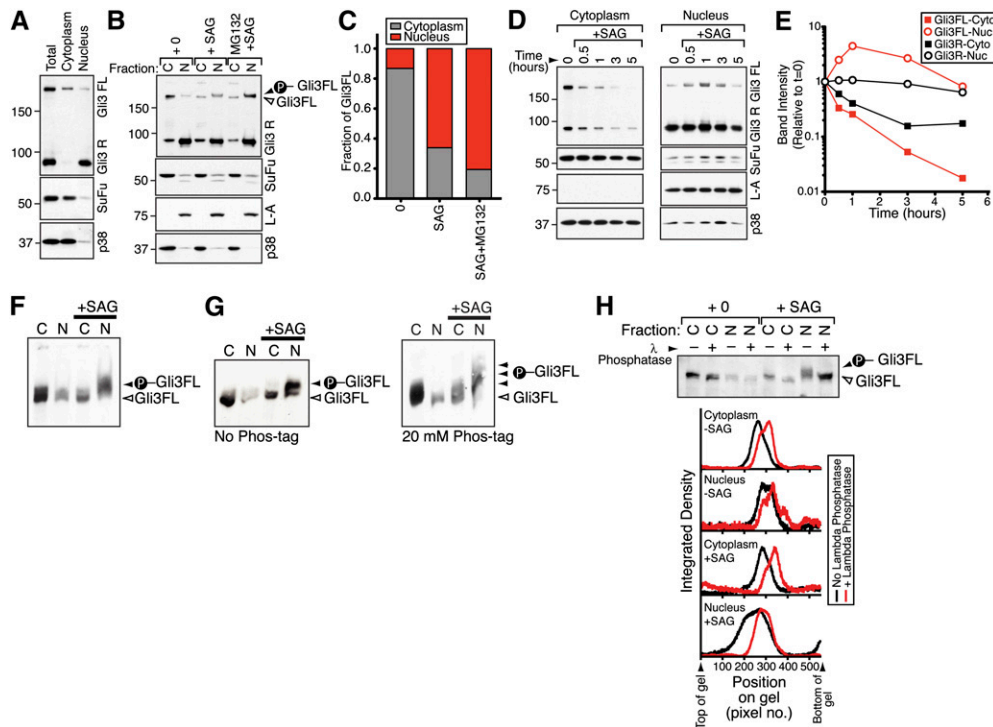 A
Total
Cytoplasm
Nucleus
150
100
37
Gli3 FL
Gli3 R
SuFu
p38
B
+ 0
+ SAG
MG132
+SAG
Fraction: C N C N C N
P–Gli3FL
Gli3FL
150
100
50
75
37
Gli3 R
SuFu
L-A
p38
C
Cytoplasm
Nucleus
Fraction of Gli3FL
1.0
0.8
0.6
0.4
0.2
0.0
0
SAG
SAG+MG132
D
Cytoplasm
Nucleus
+SAG
+SAG
Time
(hours)
0 0.5 1 3 5
0 0.5 1 3 5
150
100
50
75
37
Gli3 FL
Gli3 R
SuFu
L-A
p38
E
Gli3FL-Cyto
Gli3FL-Nuc
Gli3R-Cyto
Gli3R-Nuc
Band Intensity
(Relative to t=0)
10
1
0.1
0.01
0 1 2 3 4 5 6
Time (hours)
F
+SAG
C N C N
P–Gli3FL
Gli3FL
G
+SAG
C N C N
P–Gli3FL
Gli3FL
No Phos-tag
+SAG
C N C N
P–Gli3FL
Gli3FL
20 mM Phos-tag
H
+ 0
+ SAG
Fraction: C C N N C C N N
λ
Phosphatase
– + – + – + – +
P–Gli3FL
Gli3FL
Cytoplasm
-SAG
Nucleus
-SAG
Cytoplasm
+SAG
Nucleus
+SAG
Integrated Density
No Lambda Phosphatase
+ Lambda Phosphatase
100 200 300 400 500
Top of gel
Position
on gel
(pixel no.)
Bottom of
gel